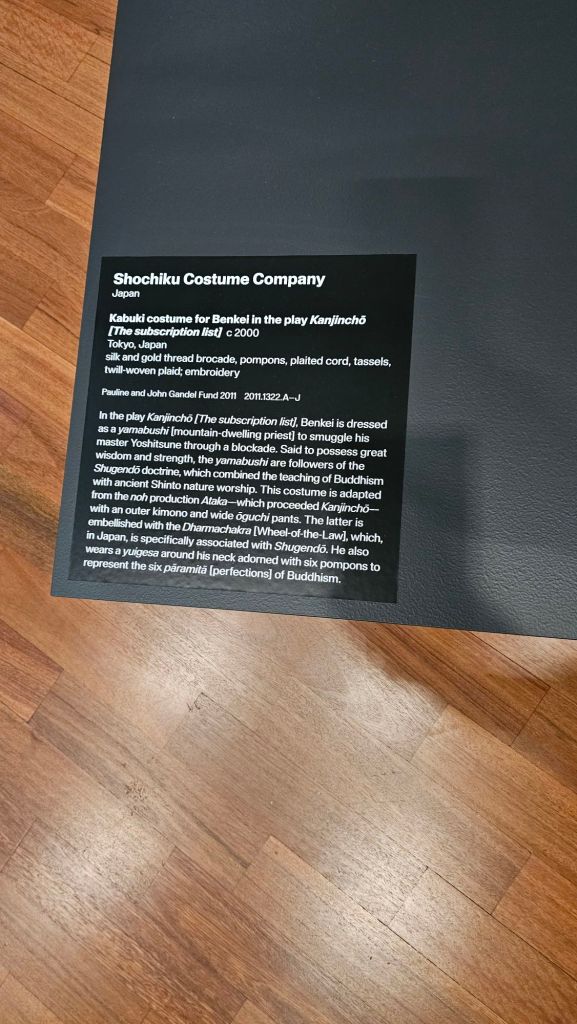 Shochiku Costume Company
Japan
Kabuki costume for Benkei in the play Kanjinchō
[The subscription list] c 2000
Tokyo, Japan
silk and gold thread brocade, pompons, plaited cord, tassels,
twill-woven plaid; embroidery
Pauline and John Gandel Fund 2011 2011.1322.A–J
In the play Kanjinchō [The subscription list], Benkei is dressed
as a yamabushi [mountain-dwelling priest] to smuggle his
master Yoshitsune through a blockade. Said to possess great
wisdom and strength, the yamabushi are followers of the
Shugendō doctrine, which combined the teaching of Buddhism
with ancient Shinto nature worship. This costume is adapted
from the noh production Ataka—which proceeded Kanjinchō—
with an outer kimono and wide ōguchi pants. The latter is
embellished with the Dharmachakra [Wheel-of-the-Law], which,
in Japan, is specifically associated with Shugendō. He also
wears a yuigesa around his neck adorned with six pompons to
represent the six pāramitā [perfections] of Buddhism.